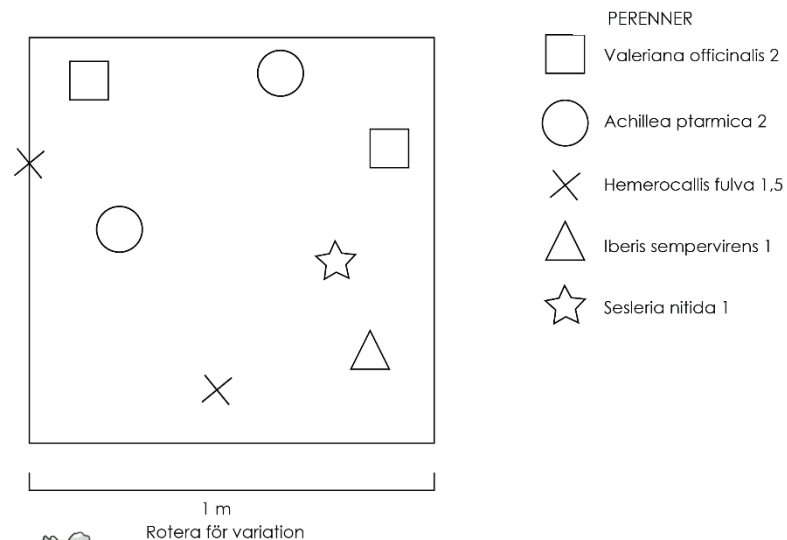 PERENNER
Valeriana officinalis 2
Achillea ptarmica 2
Hemerocallis fulva 1,5
Iberis sempervirens 1
Sesleria nitida 1
1 m
Rotera för variation